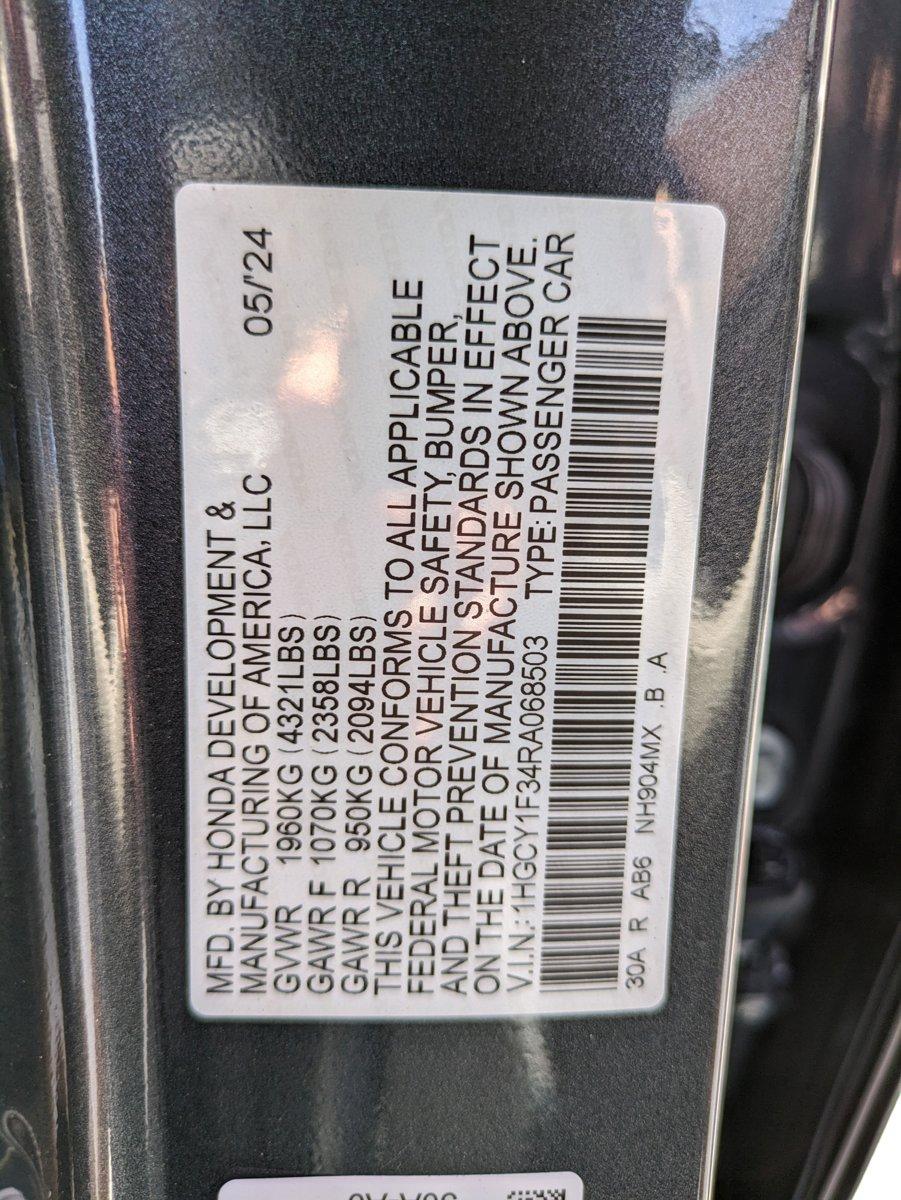 MFD. BY HONDA DEVELOPMENT &
MANUFACTURING OF AMERICA, LLC 05/'24
GVWR 1960KG (4321LBS)
GAWR F 1070KG (2358LBS)
GAWR R 950KG (2094LBS)
THIS VEHICLE CONFORMS TO ALL APPLICABLE
FEDERAL MOTOR VEHICLE SAFETY, BUMPER,
AND THEFT PREVENTION STANDARDS IN EFFECT
ON THE DATE OF MANUFACTURE SHOWN ABOVE.
V.I.N.: 1HGCY1F34RA068503 TYPE: PASSENGER CAR
30A R AB6 NH904MX .B .A